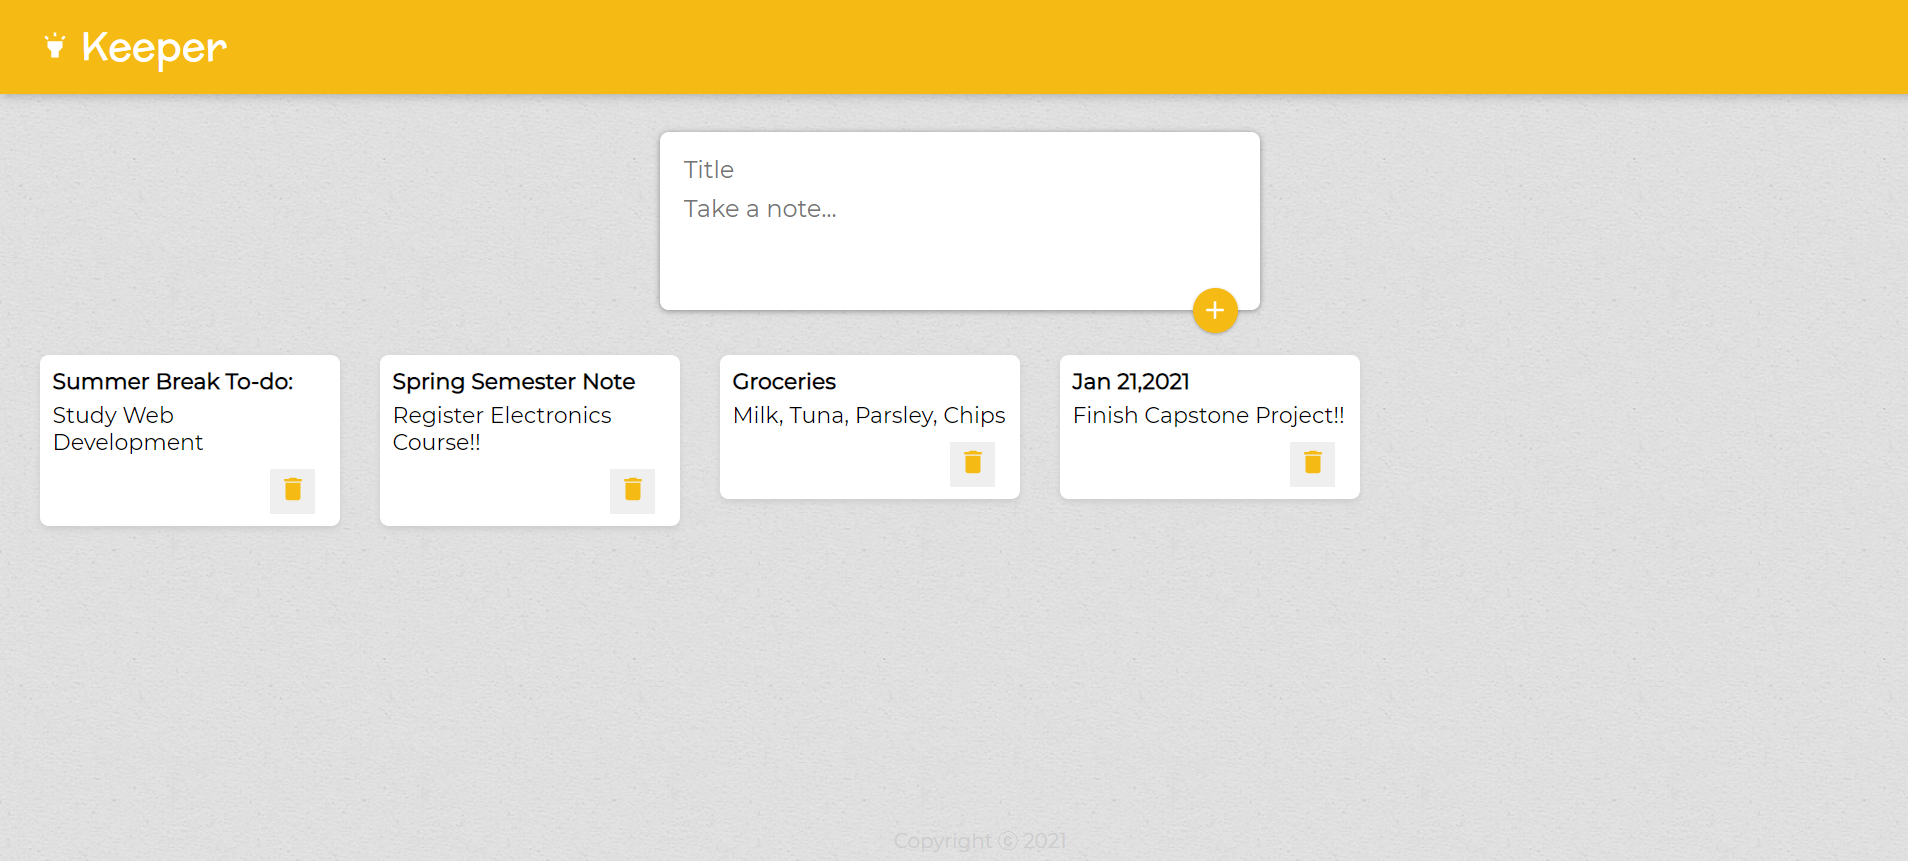 Keeper
Title
Take a note...
Summer Break To-do:
Study Web
Development
Spring Semester Note
Register Electronics
Course!!
Groceries
Milk, Tuna, Parsley, Chips
Jan 21,2021
Finish Capstone Project!!
Copyright ⓒ 2021